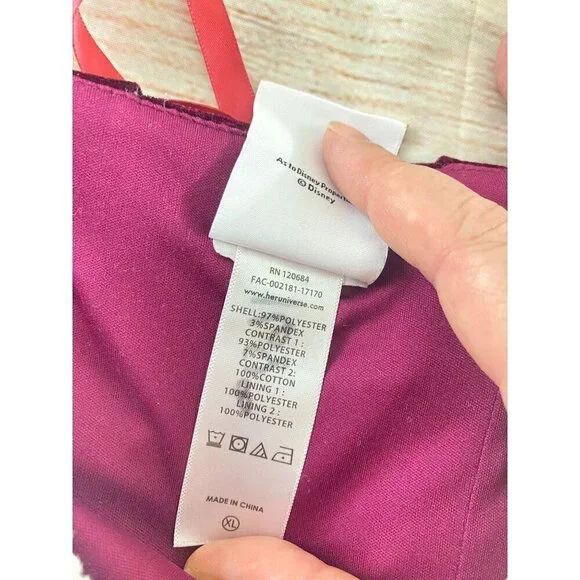 As to Disney
© Disney
RN 120684
FAC-002181-17170
www.heruniverse.com
SHELL:97%POLYESTER
3%SPANDEX
CONTRAST 1 :
93%POLYESTER
7%SPANDEX
CONTRAST 2:
100%COTTON
LINING 1 :
100%POLYESTER
LINING 2 :
100%POLYESTER
MADE IN CHINA
XL